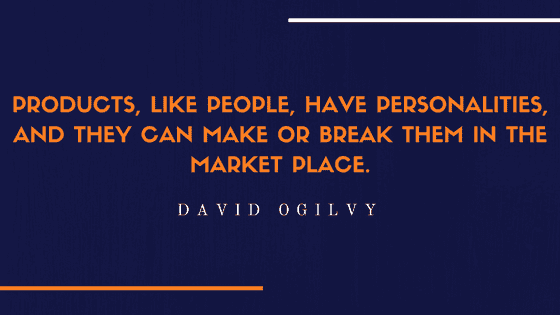 PRODUCTS, LIKE PEOPLE, HAVE PERSONALITIES,
AND THEY CAN MAKE OR BREAK THEM IN THE
MARKET PLACE.
DAVID OGILVY